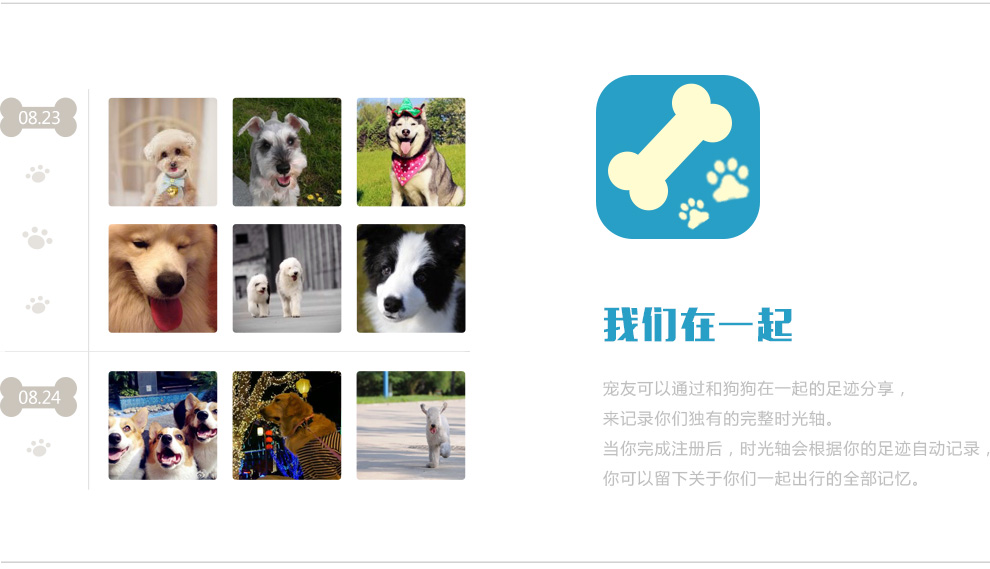 08.23
08.24
我们在一起
宠友可以通过和狗狗在一起的足迹分享，
来记录你们独有的完整时光轴。
当你完成注册后，时光轴会根据你的足迹自动记录，
你可以留下关于你们一起出行的全部记忆。